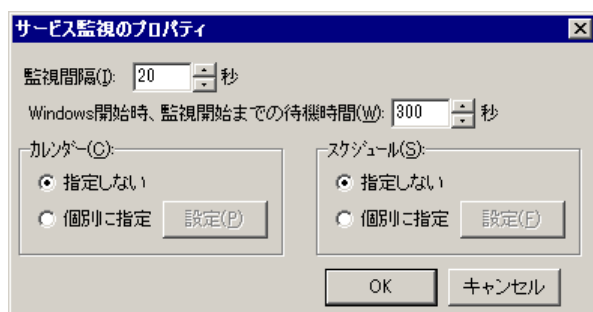 サービス監視のプロパティ
監視間隔(I): 20 秒
Windows開始時、監視開始までの待機時間(W): 300 秒
カレンダー(C): スケジュール(S):
指定しない 指定しない
個別に指定 設定(P) 個別に指定 設定(F)
OK キャンセル